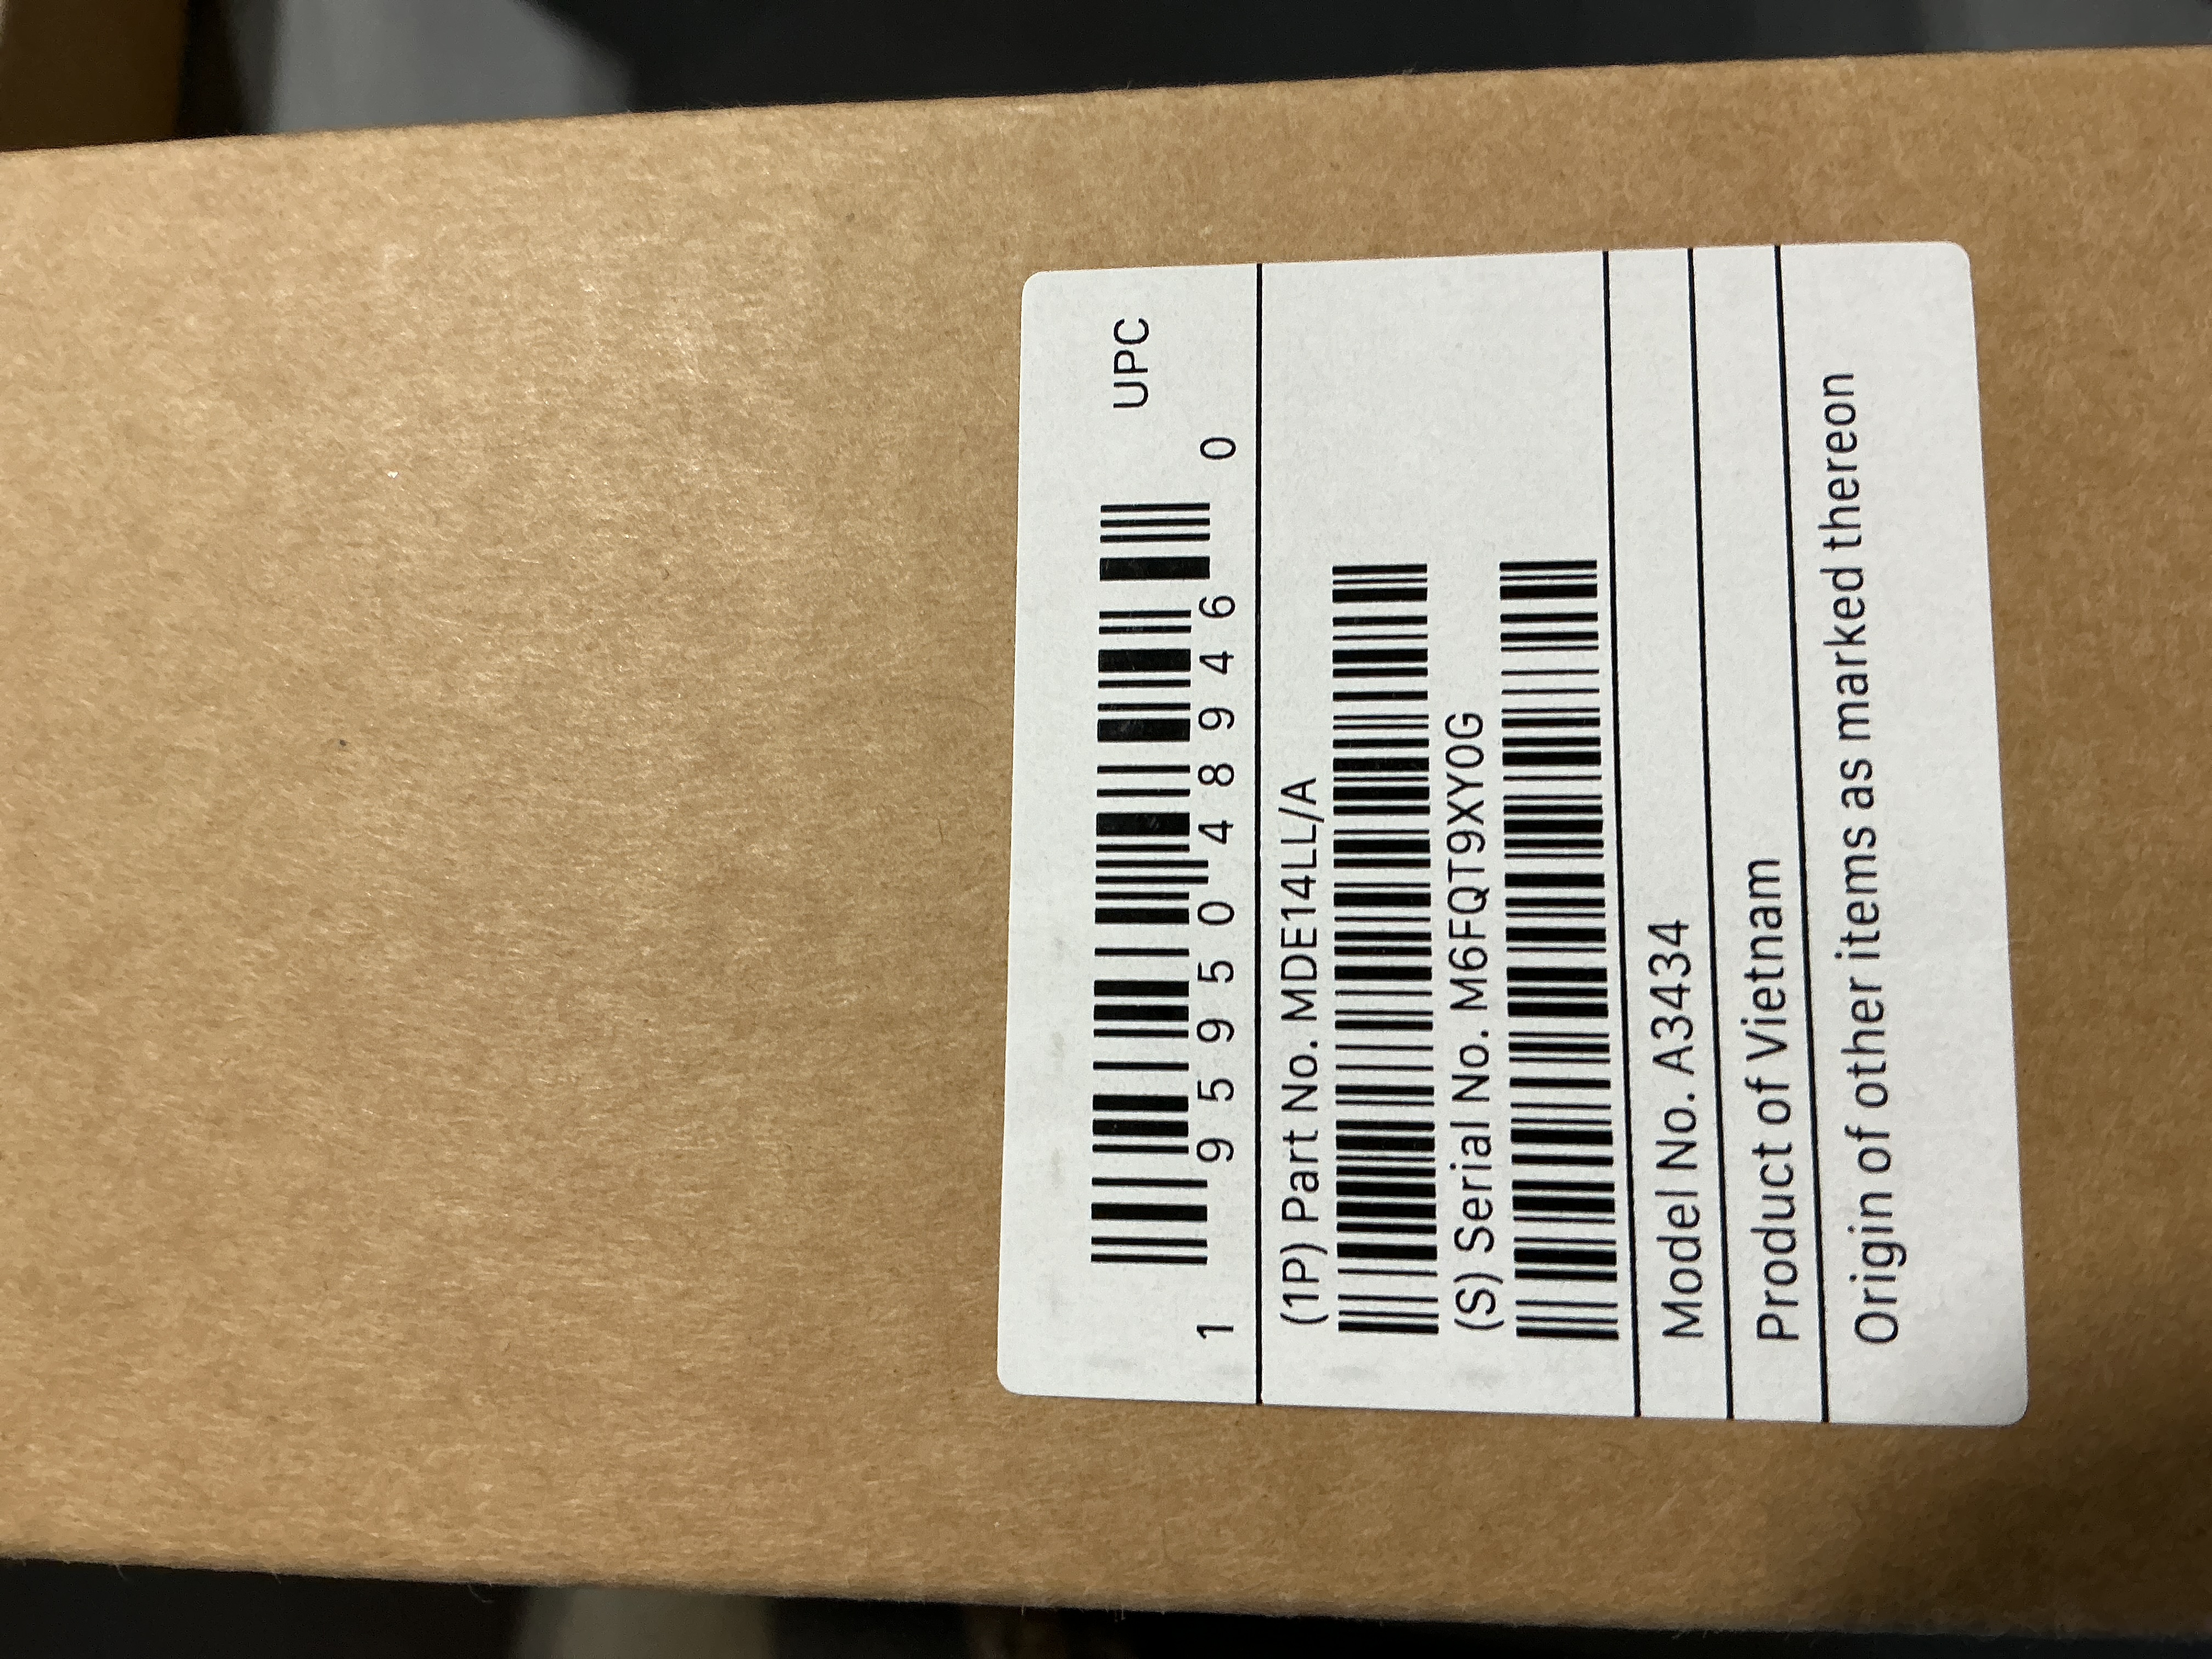 UPC
1 95950 48946 0
(1P) Part No. MDE14LL/A
(S) Serial No. M6FQT9XY0G
Model No. A3434
Product of Vietnam
Origin of other items as marked thereon